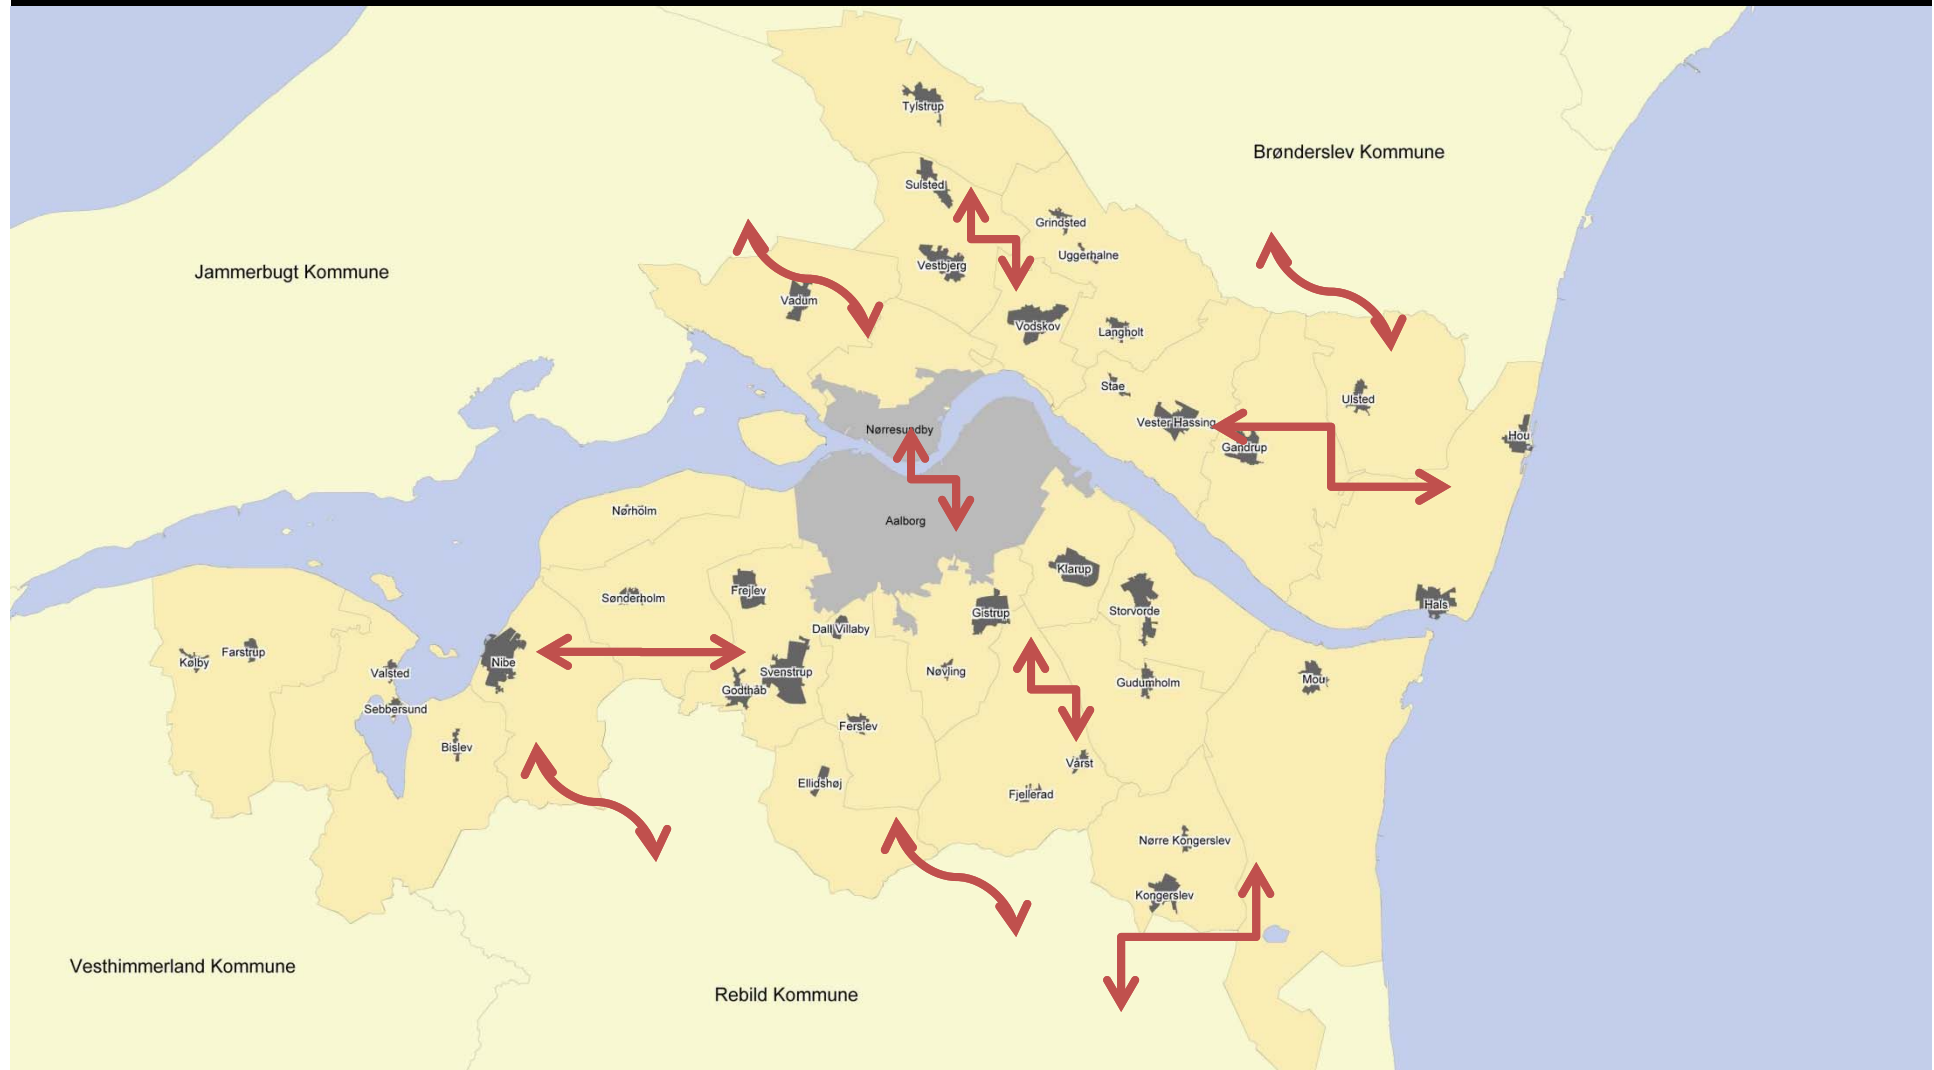 Tylstrup
Brønderslev Kommune
Sulsted
Grindsted
Uggerhalne
Vestbjerg
Jammerbugt Kommune
Vadum
Vodskov
Langholt
Stae
Ulsted
Vester Hassing
Nørresundby
Hou
Gandrup
Nørholm
Aalborg
Klarup
Frejlev
Sønderholm
Hals
Storvorde
Gistrup
Dall Villaby
Farstrup
Kølby
Nibe
Valsted
Svenstrup
Nøvling
Mou
Gudumholm
Godthåb
Sebbersund
Ferslev
Bislev
Vårst
Ellidshøj
Fjellerad
Nørre Kongerslev
Kongerslev
Vesthimmerland Kommune
Rebild Kommune